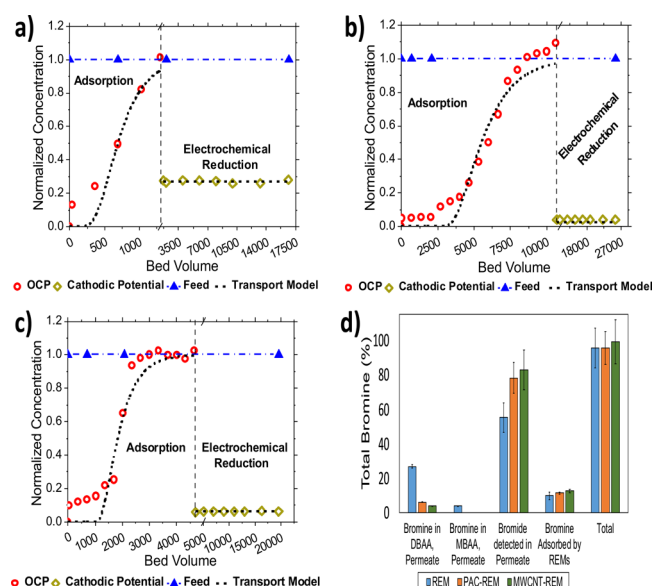 a)
Normalized Concentration
1.2
1.0
0.8
0.6
0.4
0.2
0.0
Adsorption
Electrochemical
Reduction
0 500 1000 3500 7000 10500 14000 17500
Bed Volume
OCP Cathodic Potential Feed Transport Model
b)
Normalized Concentration
1.2
1.0
0.8
0.6
0.4
0.2
0.0
Adsorption
Electrochemical
Reduction
0 2500 5000 7500 10000 18000 27000
Bed Volume
OCP Cathodic Potential Feed Transport Model
c)
Normalized Concentration
1.2
1.0
0.8
0.6
0.4
0.2
0.0
Adsorption
Electrochemical
Reduction
0 1000 2000 3000 4000 5000 10000 15000 20000
Bed Volume
OCP Cathodic Potential Feed Transport Model
d)
Total Bromine (%)
100
80
60
40
20
0
Bromine in
DBAA,
Permeate
Bromine in
MBAA,
Permeate
Bromide
detected in
Permeate
Bromine
Adsorbed by
REMs
Total
REM PAC-REM MWCNT-REM